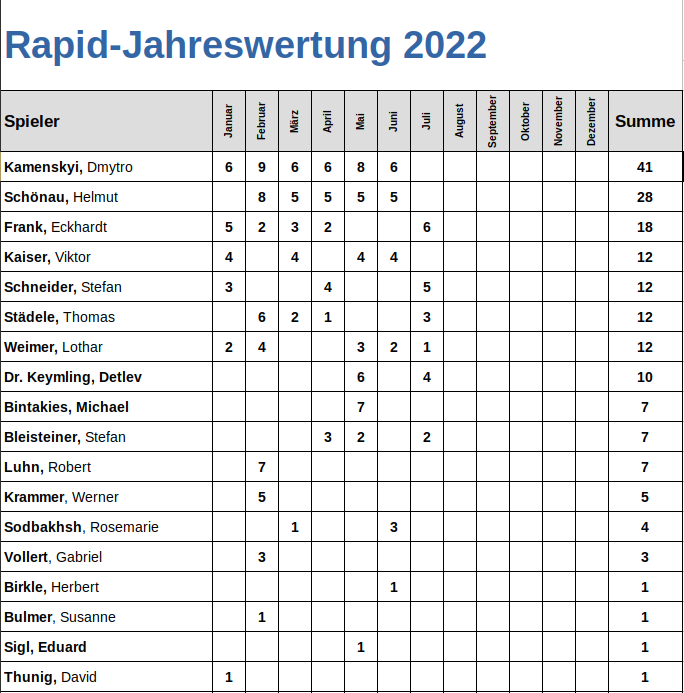 Rapid-Jahreswertung 2022
Spieler Januar Februar März April Mai Juni Juli August September Oktober November Dezember Summe
Kamenskyi, Dmytro 6 9 6 6 8 6 41
Schönau, Helmut 8 5 5 5 5 28
Frank, Eckhardt 5 2 3 2 6 18
Kaiser, Viktor 4 4 4 4 12
Schneider, Stefan 3 4 5 12
Städele, Thomas 6 2 1 3 12
Weimer, Lothar 2 4 3 2 1 12
Dr. Keymling, Detlev 6 4 10
Bintakies, Michael 7 7
Bleisteiner, Stefan 3 2 2 7
Luhn, Robert 7 7
Krammer, Werner 5 5
Sodbakhsh, Rosemarie 1 3 4
Vollert, Gabriel 3 3
Birkle, Herbert 1 1
Bulmer, Susanne 1 1
Sigl, Eduard 1 1
Thunig, David 1 1